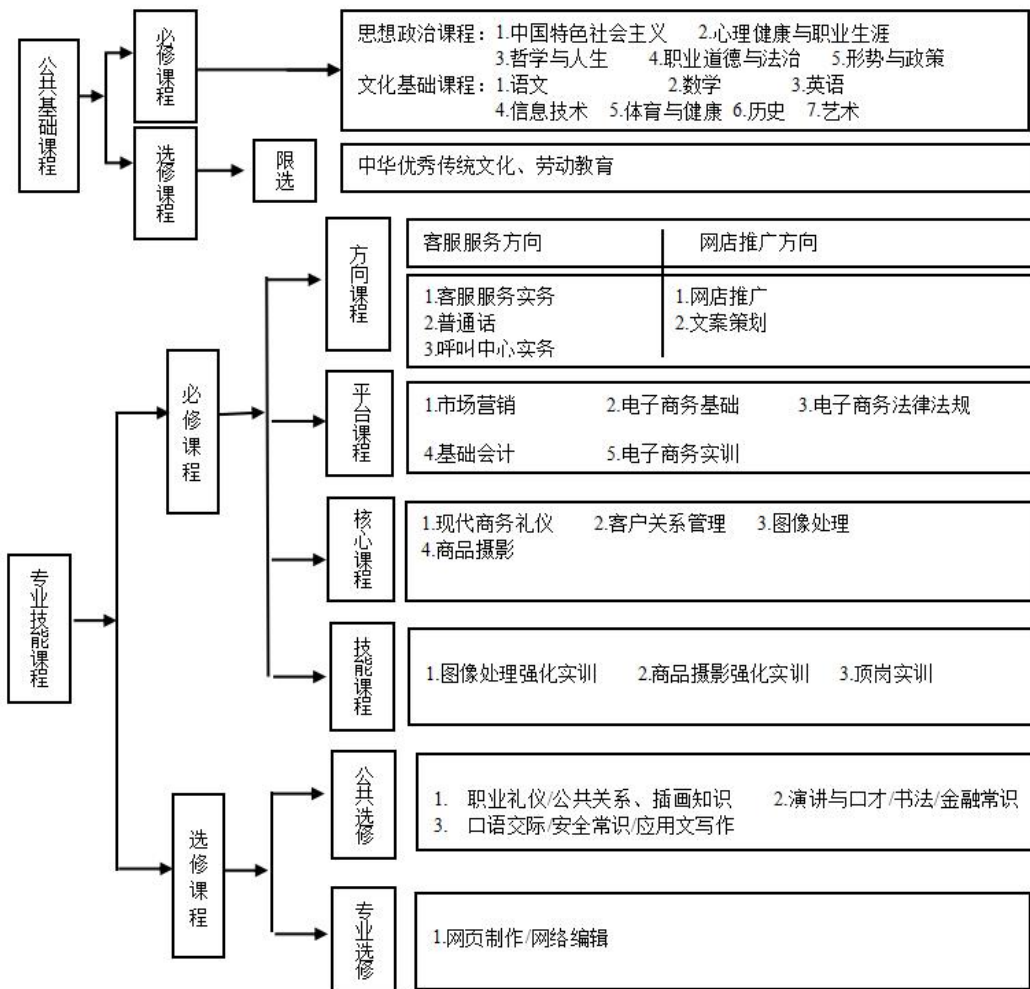 公共基础课程
必修课程
思想政治课程：1.中国特色社会主义 2.心理健康与职业生涯
3.哲学与人生 4.职业道德与法治 5.形势与政策
文化基础课程：1.语文 2.数学 3.英语
4.信息技术 5.体育与健康 6.历史 7.艺术
选修课程
限选
中华优秀传统文化、劳动教育
专业技能课程
必修课程
方向课程
客服服务方向 网店推广方向
1.客服服务实务 1.网店推广
2.普通话 2.文案策划
3.呼叫中心实务
平台课程
1.市场营销 2.电子商务基础 3.电子商务法律法规
4.基础会计 5.电子商务实训
核心课程
1.现代商务礼仪 2.客户关系管理 3.图像处理
4.商品摄影
技能课程
1.图像处理强化实训 2.商品摄影强化实训 3.顶岗实训
选修课程
公共选修
1. 职业礼仪/公共关系、插画知识 2.演讲与口才/书法/金融常识
3. 口语交际/安全常识/应用文写作
专业选修
1.网页制作/网络编辑